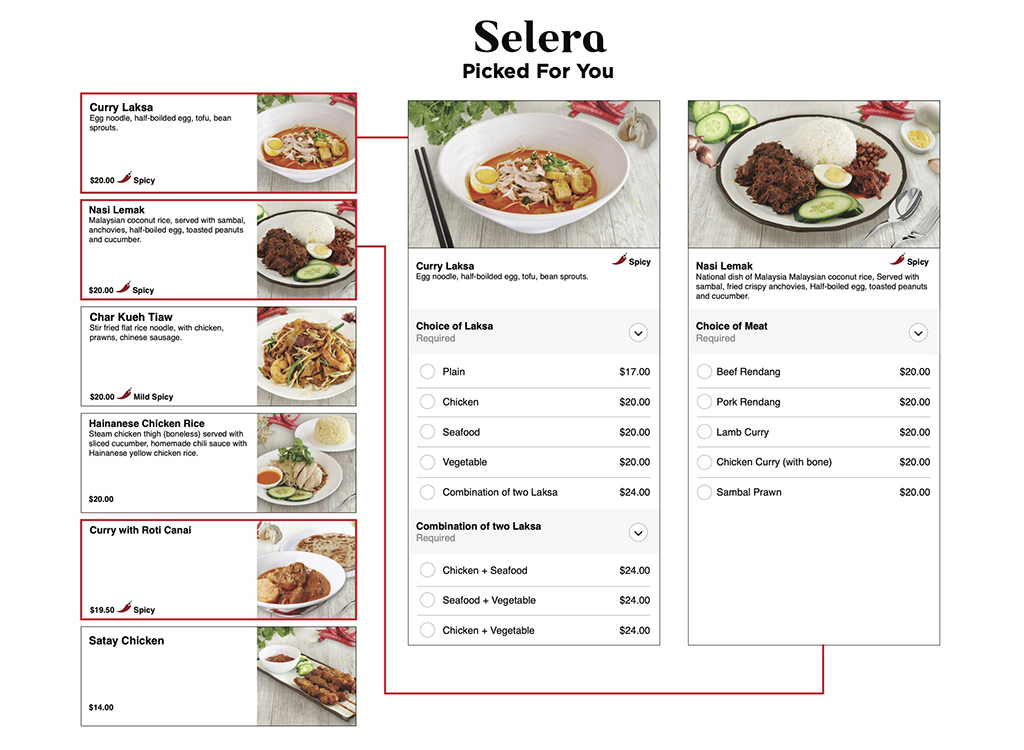 Selera
Picked For You
Curry Laksa
Egg noodle, half-boilded egg, tofu, bean
sprouts.
$20.00 Spicy
Nasi Lemak
Malaysian coconut rice, served with sambal,
anchovies, half-boiled egg, toasted peanuts
and cucumber.
$20.00 Spicy
Char Kueh Tiaw
Stir fried flat rice noodle, with chicken,
prawns, chinese sausage.
$20.00 Mild Spicy
Hainanese Chicken Rice
Steam chicken thigh (boneless) served with
sliced cucumber, homemade chili sauce with
Hainanese yellow chicken rice.
$20.00
Curry with Roti Canai
$19.50 Spicy
Satay Chicken
$14.00
Spicy
Curry Laksa
Egg noodle, half-boilded egg, tofu, bean sprouts.
Choice of Laksa
Required
Plain $17.00
Chicken $20.00
Seafood $20.00
Vegetable $20.00
Combination of two Laksa $24.00
Combination of two Laksa
Required
Chicken + Seafood $24.00
Seafood + Vegetable $24.00
Chicken + Vegetable $24.00
Spicy
Nasi Lemak
National dish of Malaysia Malaysian coconut rice, Served with
sambal, fried crispy anchovies, Half-boiled egg, toasted peanuts
and cucumber.
Choice of Meat
Required
Beef Rendang $20.00
Pork Rendang $20.00
Lamb Curry $20.00
Chicken Curry (with bone) $20.00
Sambal Prawn $20.00